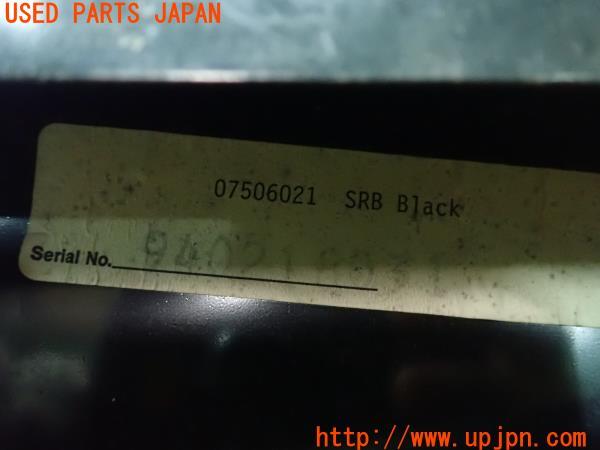 USED PARTS JAPAN
07506021 SRB Black
Serial No.
http://www.upjpn.com